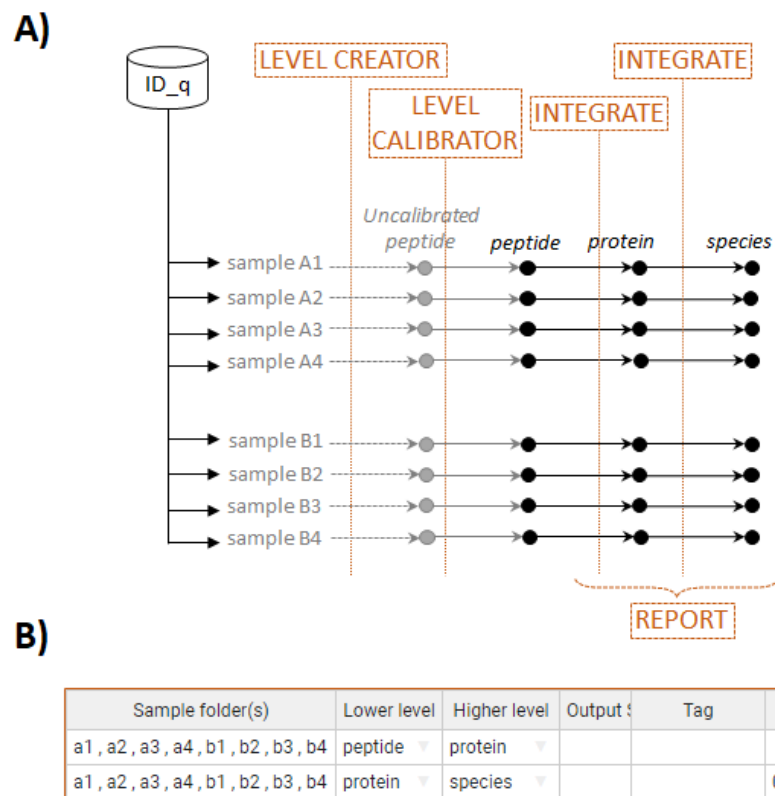 A)
ID_q
LEVEL CREATOR
INTEGRATE
LEVEL
CALIBRATOR
INTEGRATE
Uncalibrated
peptide
peptide
protein
species
sample A1
sample A2
sample A3
sample A4
sample B1
sample B2
sample B3
sample B4
REPORT
B)
Sample folder(s) Lower level Higher level Output Tag
a1 , a2 , a3 , a4 , b1 , b2 , b3 , b4 peptide protein
a1 , a2 , a3 , a4 , b1 , b2 , b3 , b4 protein species